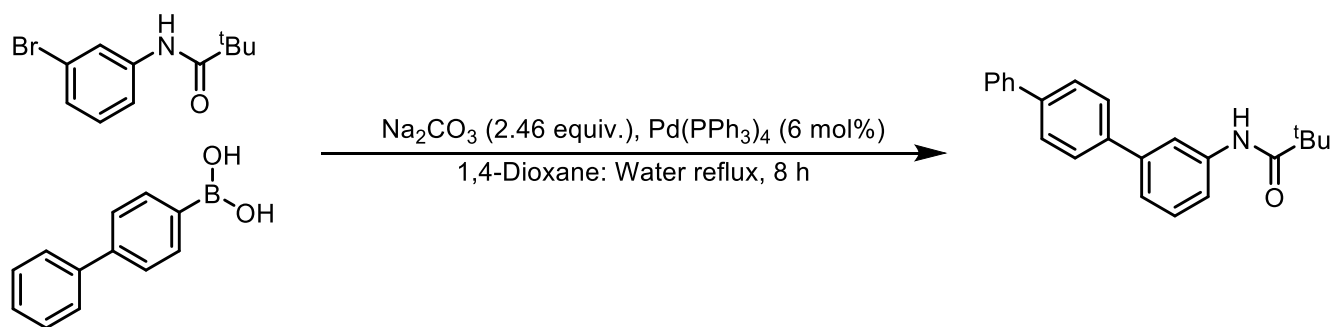 Br
H
N
tBu
O
OH
B
OH
Na2CO3 (2.46 equiv.), Pd(PPh3)4 (6 mol%)
1,4-Dioxane: Water reflux, 8 h
Ph
H
N
tBu
O